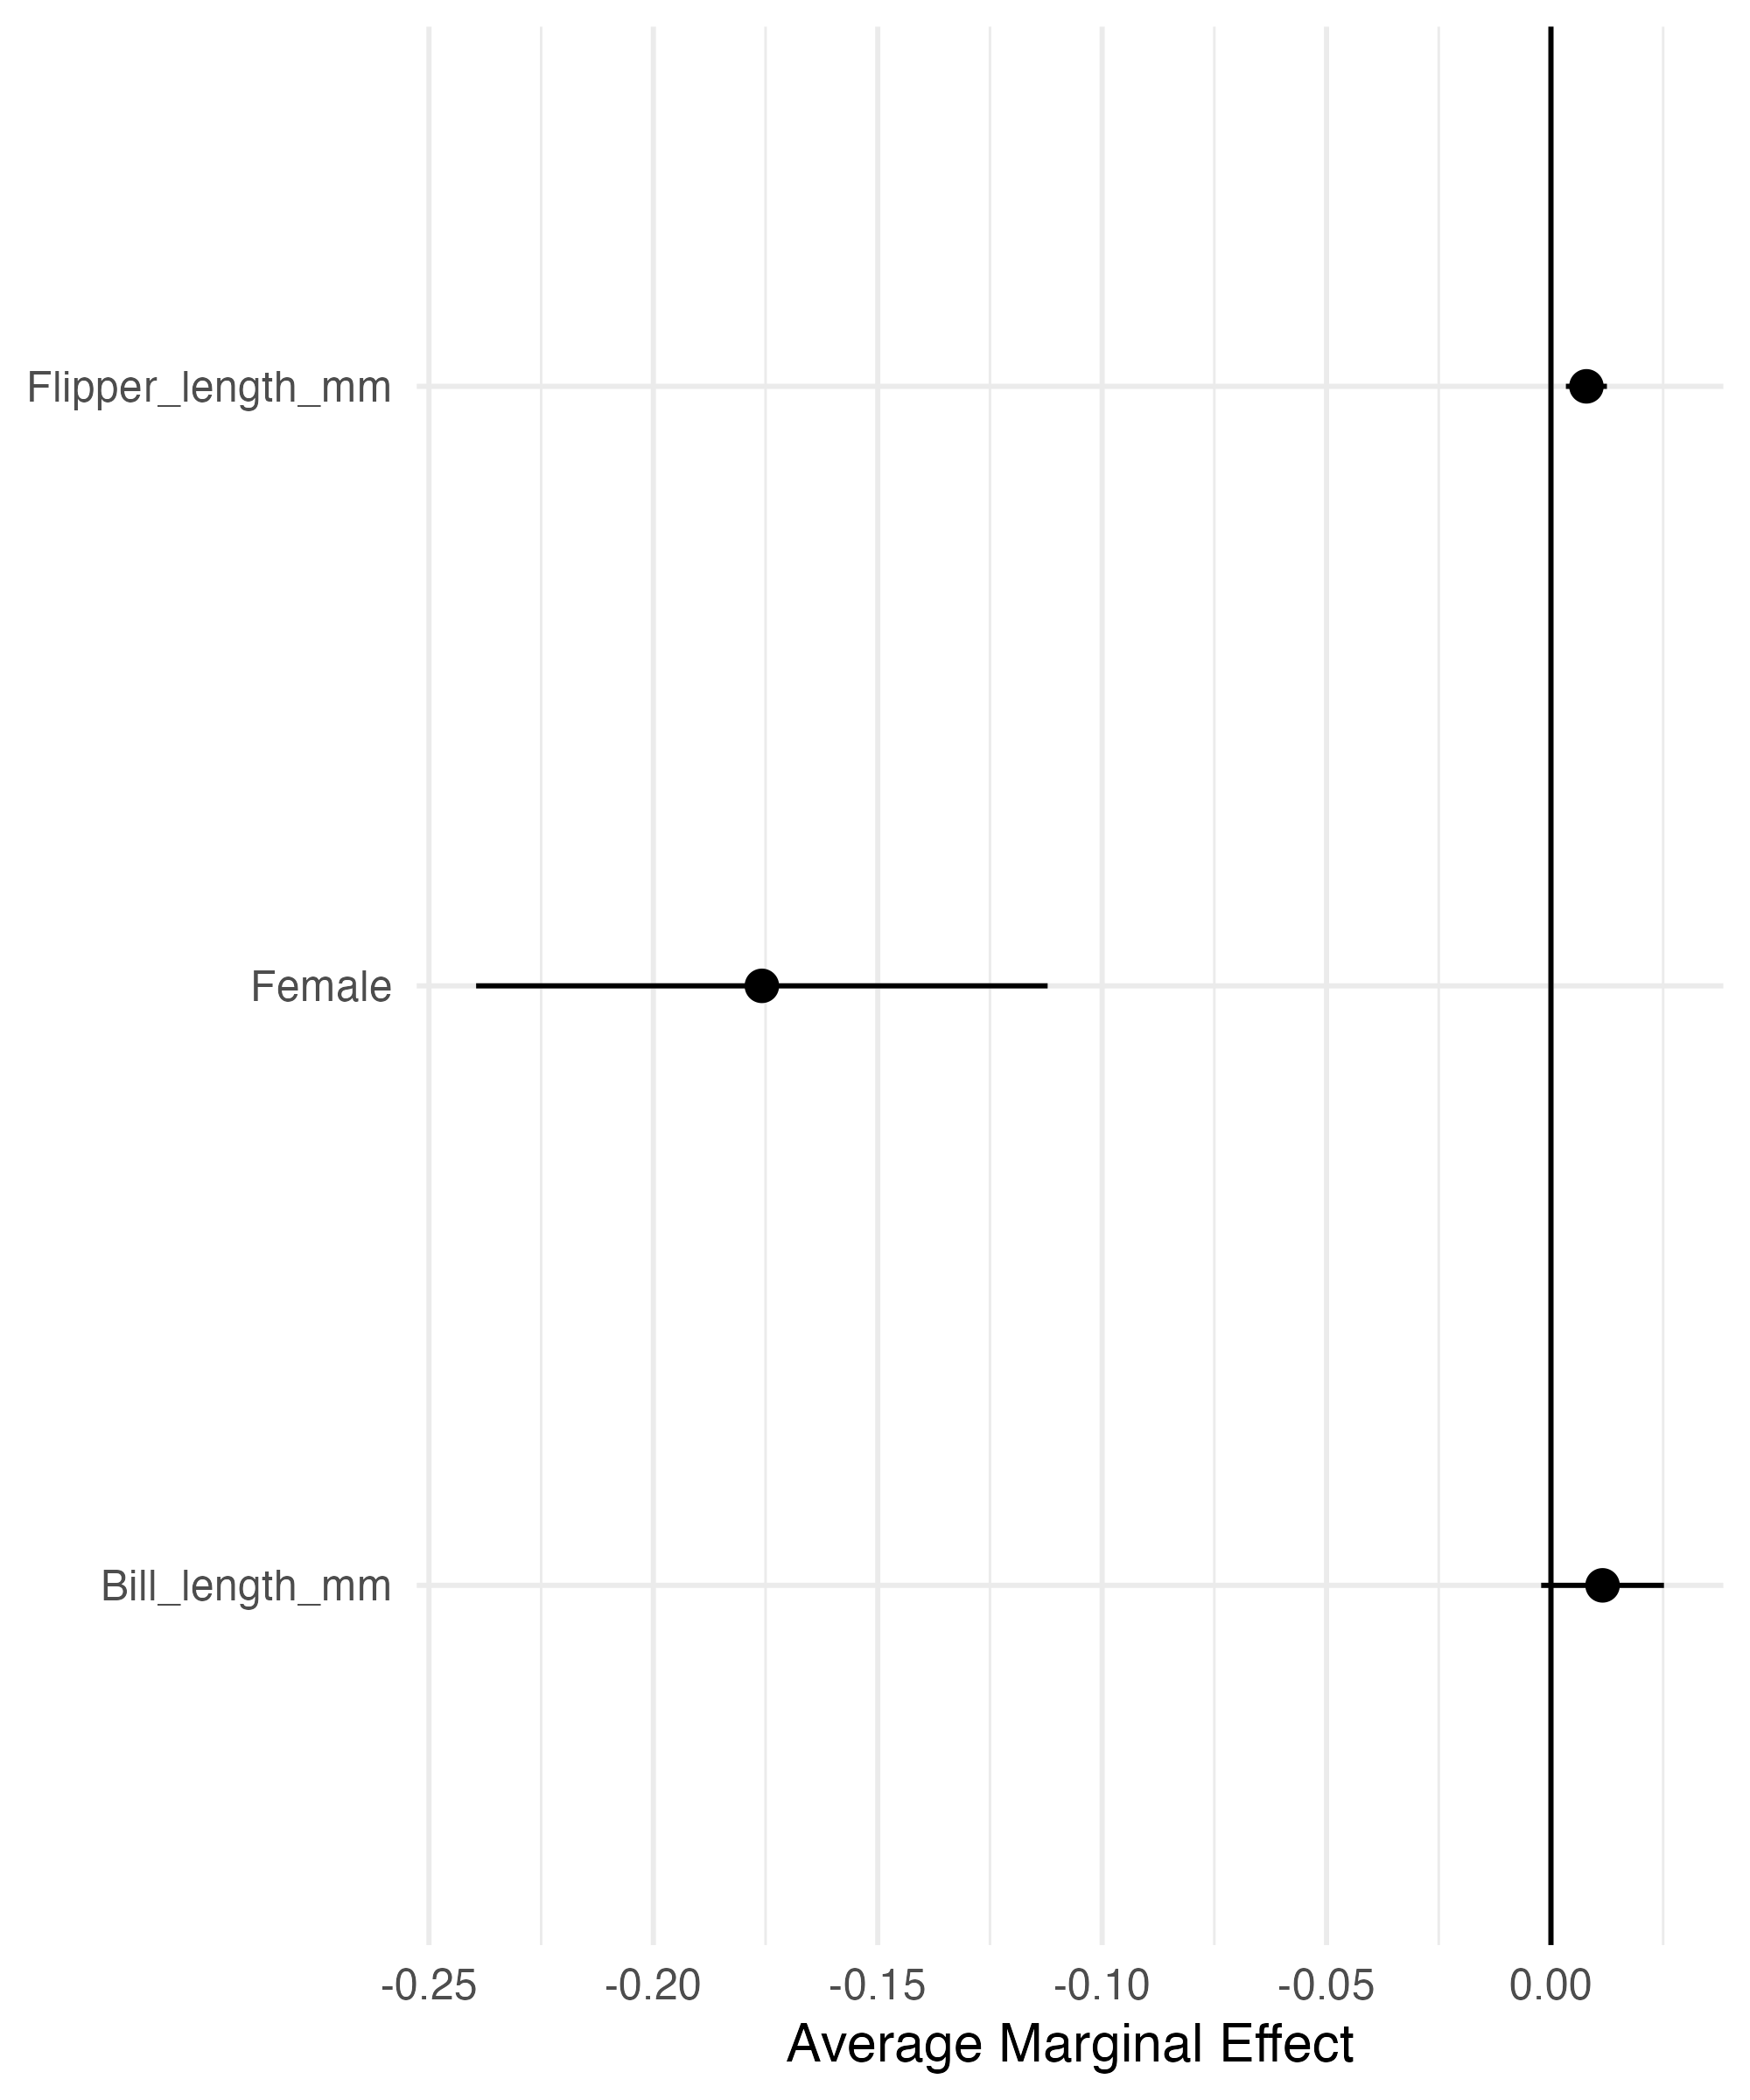 Flipper_length_mm
Female
Bill_length_mm
-0.25 -0.20 -0.15 -0.10 -0.05 0.00
Average Marginal Effect